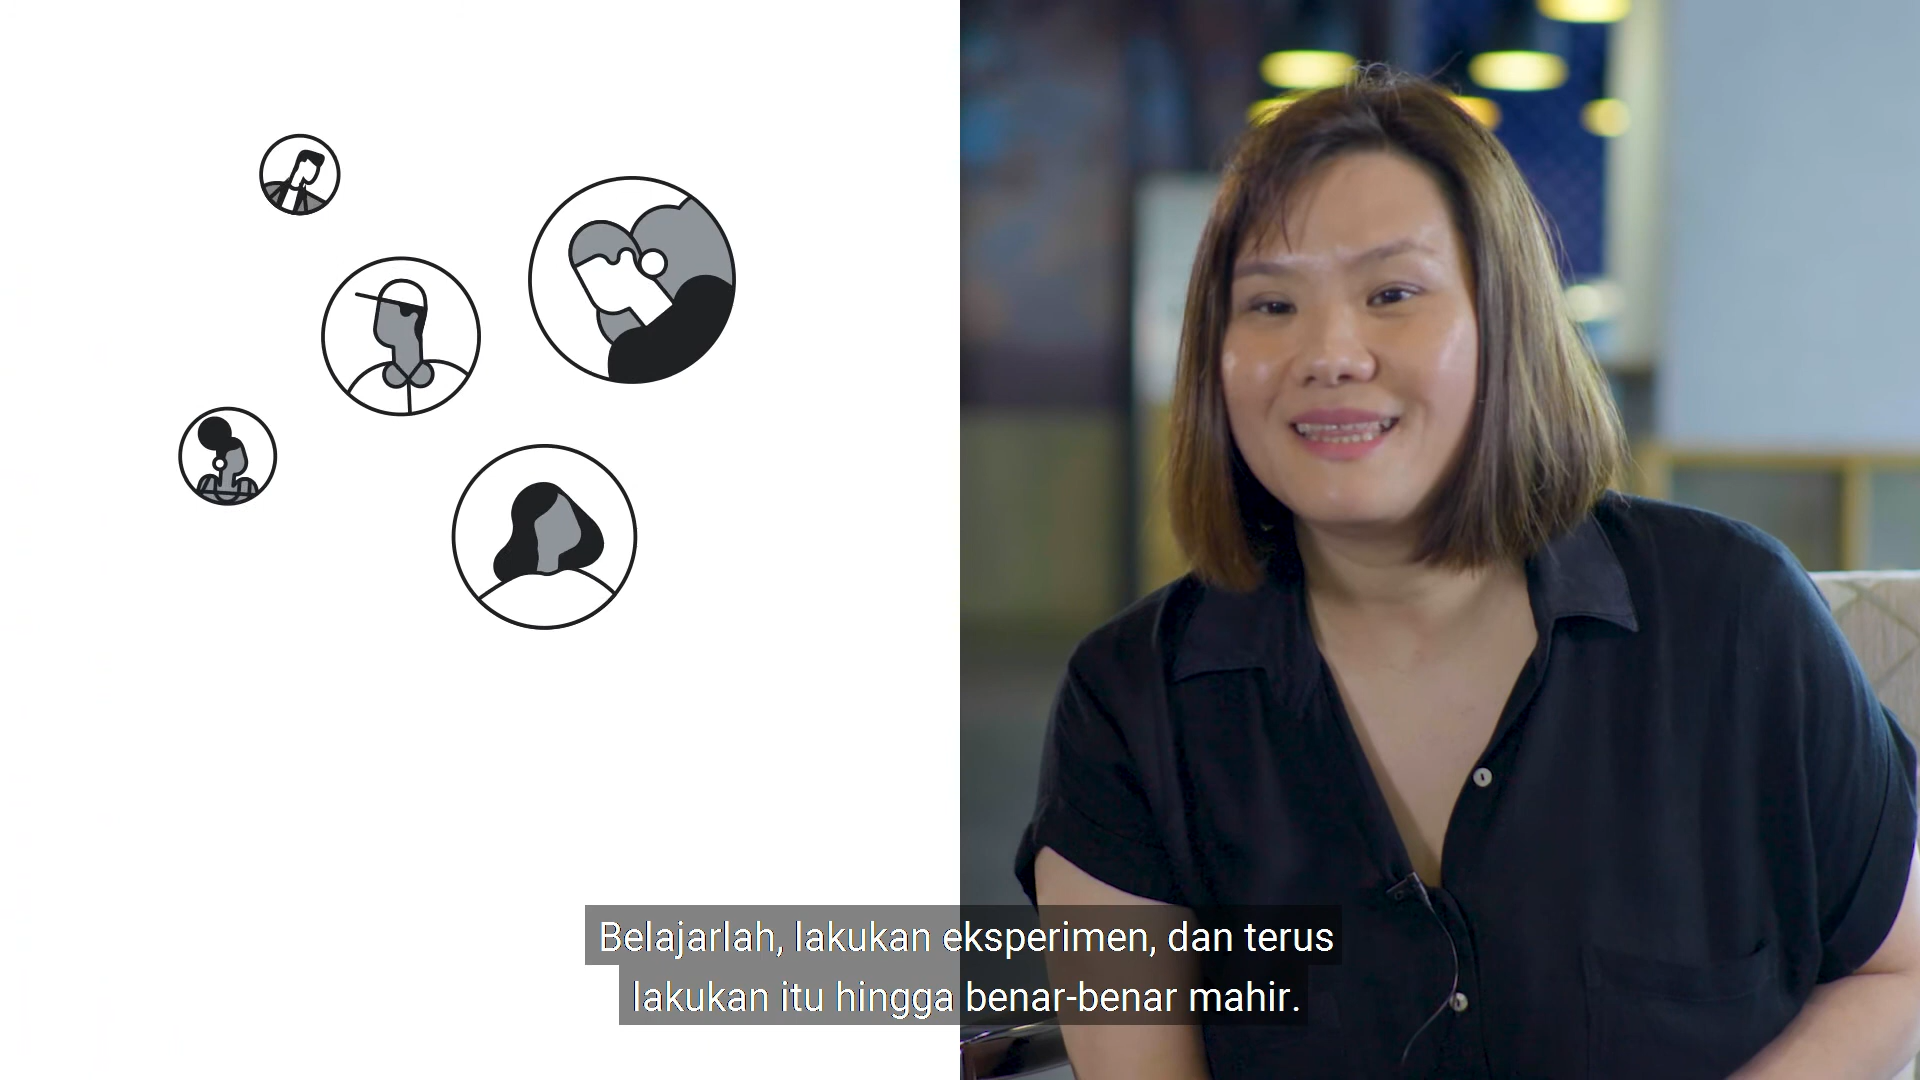 Belajarlah, lakukan eksperimen, dan terus
lakukan itu hingga benar-benar mahir.